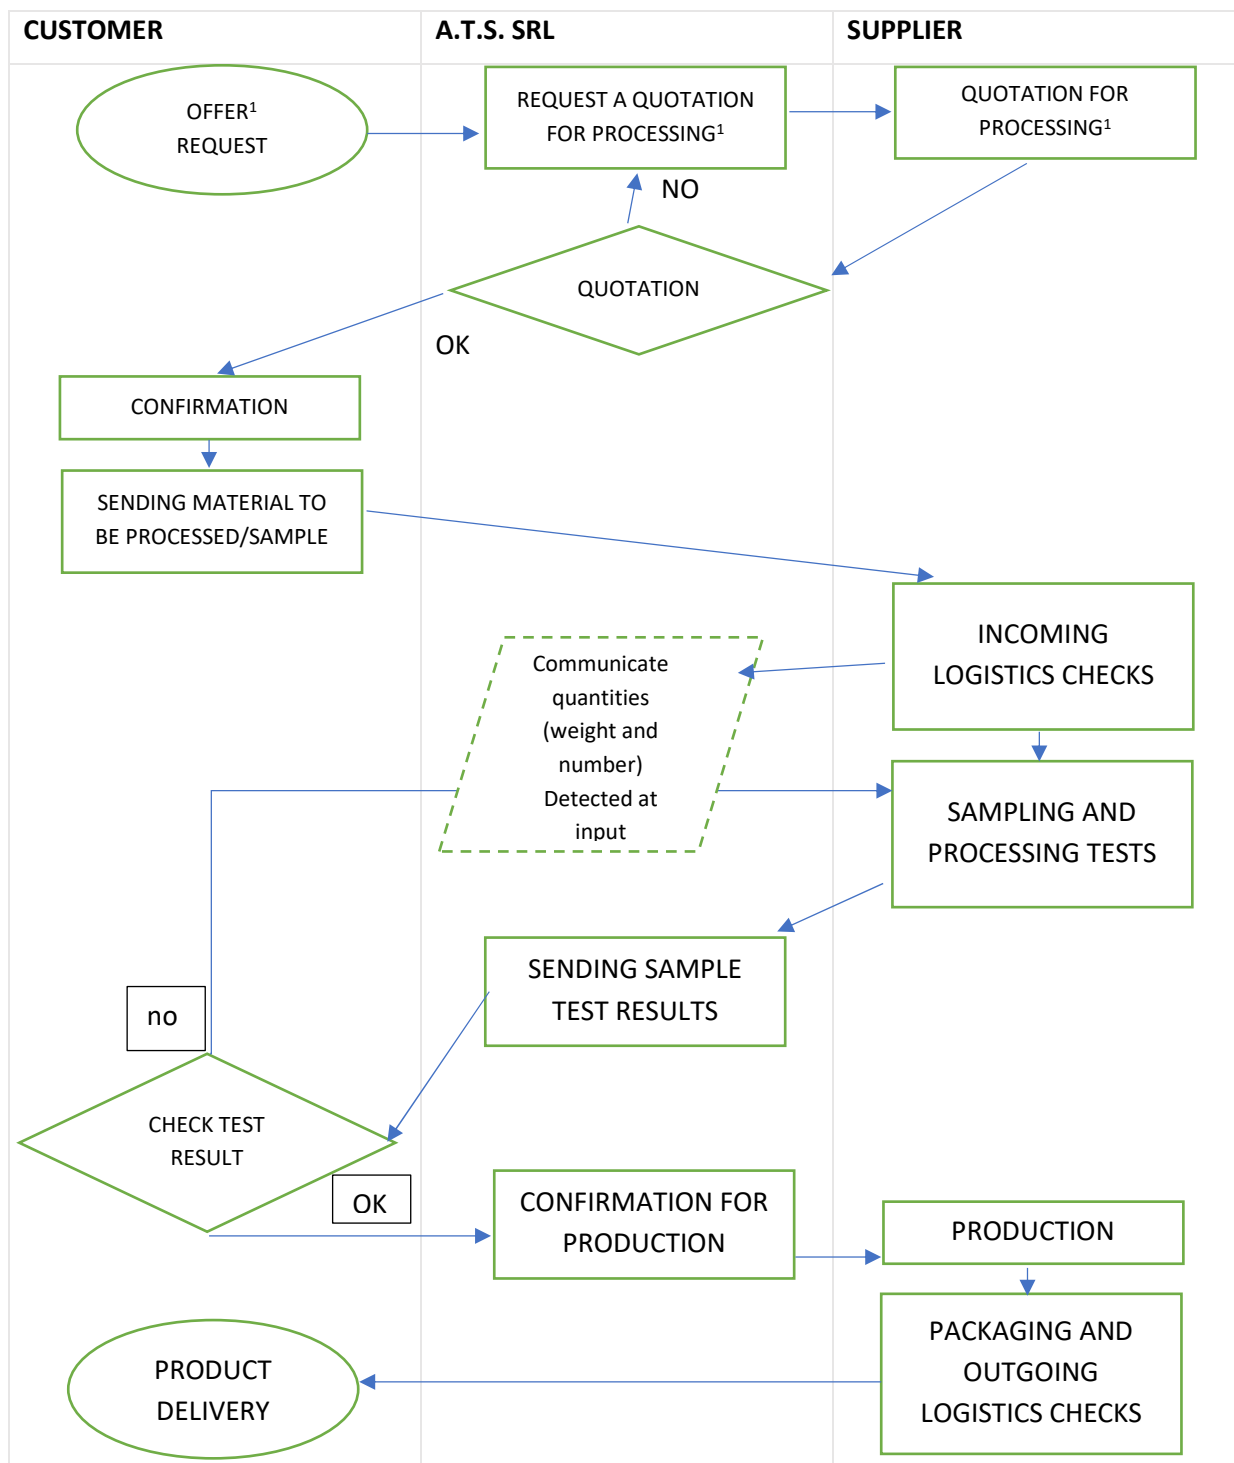 CUSTOMER
A.T.S. SRL
SUPPLIER
OFFER¹
REQUEST
REQUEST A QUOTATION
FOR PROCESSING¹
QUOTATION FOR
PROCESSING¹
NO
QUOTATION
OK
CONFIRMATION
SENDING MATERIAL TO
BE PROCESSED/SAMPLE
INCOMING
LOGISTICS CHECKS
Communicate
quantities
(weight and
number)
Detected at
input
SAMPLING AND
PROCESSING TESTS
SENDING SAMPLE
TEST RESULTS
no
CHECK TEST
RESULT
OK
CONFIRMATION FOR
PRODUCTION
PRODUCTION
PACKAGING AND
OUTGOING
LOGISTICS CHECKS
PRODUCT
DELIVERY